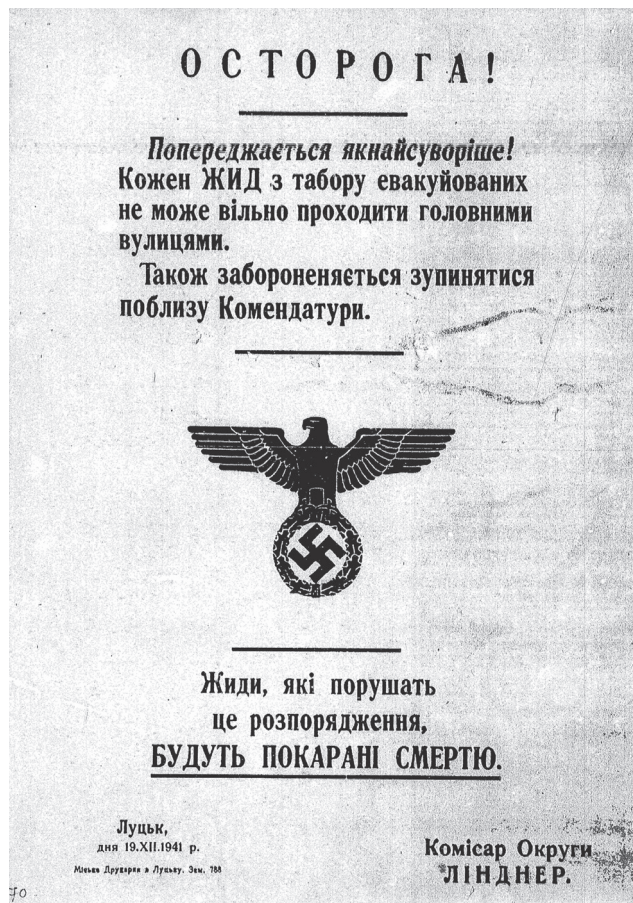 ОСТОРОГА!
Попереджається якнайсуворіше!
Кожен ЖИД з табору евакуйованих
не може вільно проходити головними
вулицями.
Також забороненяється зупинятися
поблизу Комендатури.
Жиди, які порушать
це розпорядження,
БУДУТЬ ПОКАРАНІ СМЕРТЮ.
Луцьк,
дня 19.XII.1941 р.
Міська Друкарня в Луцьку. Зам. 788
Комісар Округи
ЛІНДНЕР.
70